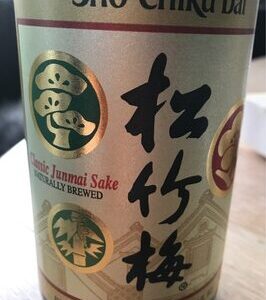 Sho Chiku Bai
松竹梅
Classic Junmai Sake
NATURALLY BREWED
®